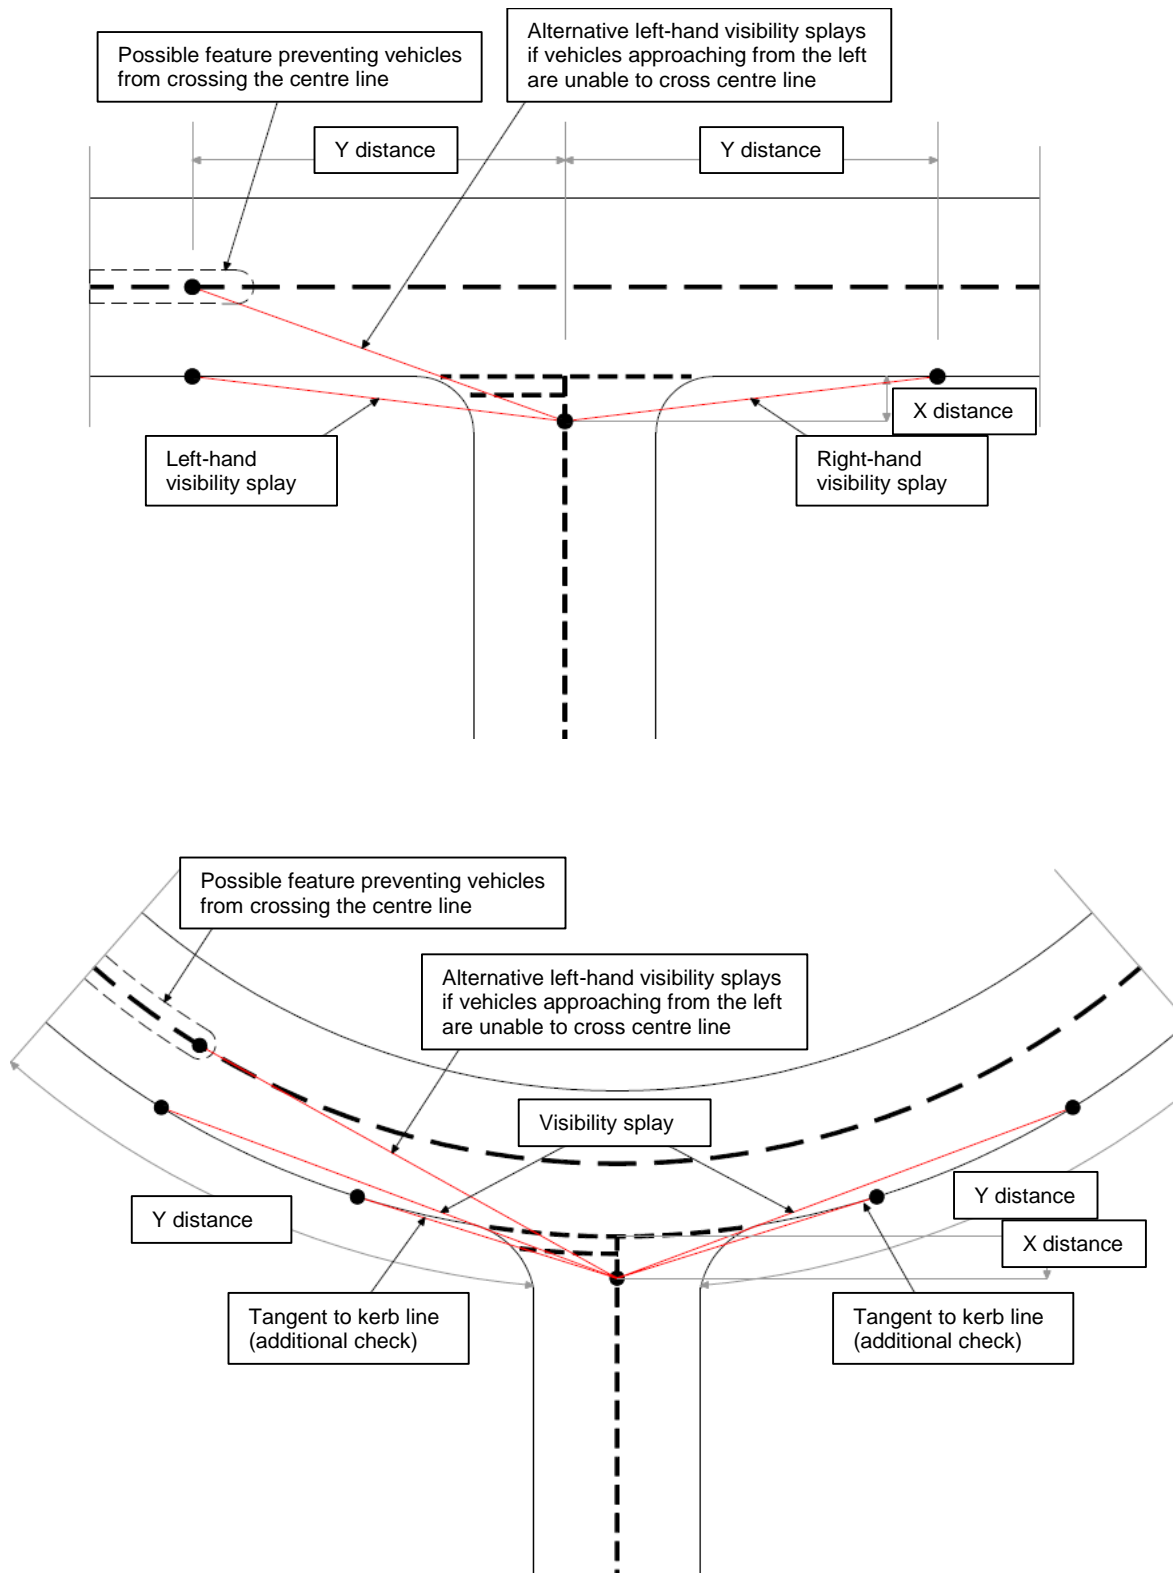 Possible feature preventing vehicles
from crossing the centre line
Alternative left-hand visibility splays
if vehicles approaching from the left
are unable to cross centre line
Y distance
Y distance
X distance
Left-hand
visibility splay
Right-hand
visibility splay
Possible feature preventing vehicles
from crossing the centre line
Alternative left-hand visibility splays
if vehicles approaching from the left
are unable to cross centre line
Visibility splay
Y distance
Y distance
X distance
Tangent to kerb line
(additional check)
Tangent to kerb line
(additional check)